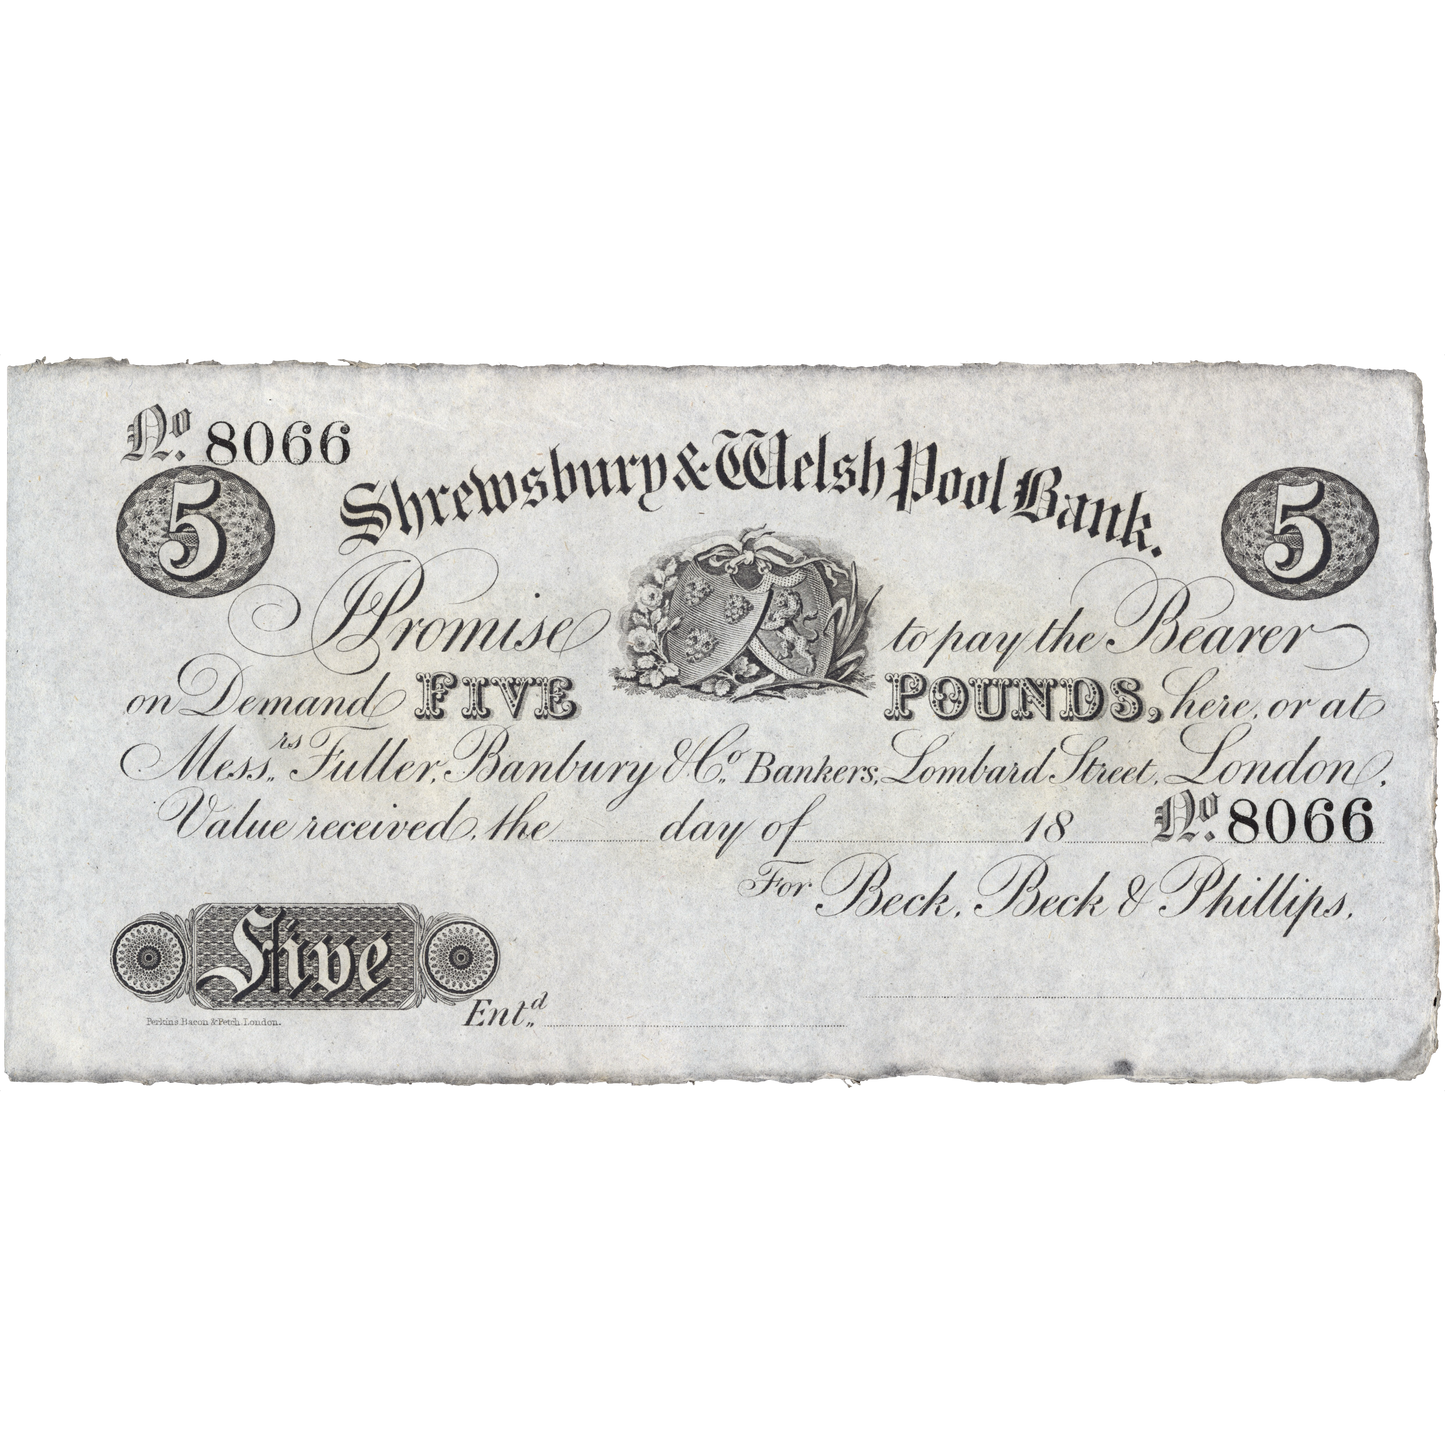 No. 8066
5
Shrewsbury & Welsh Pool Bank.
5
I Promise to pay the Bearer
on Demand FIVE POUNDS, here, or at
Messrs Fuller, Banbury & Co. Bankers, Lombard Street, London.
Value received, the day of 18 No. 8066
For Beck, Beck & Phillips,
Five
Entd
Perkins Bacon & Petch London.